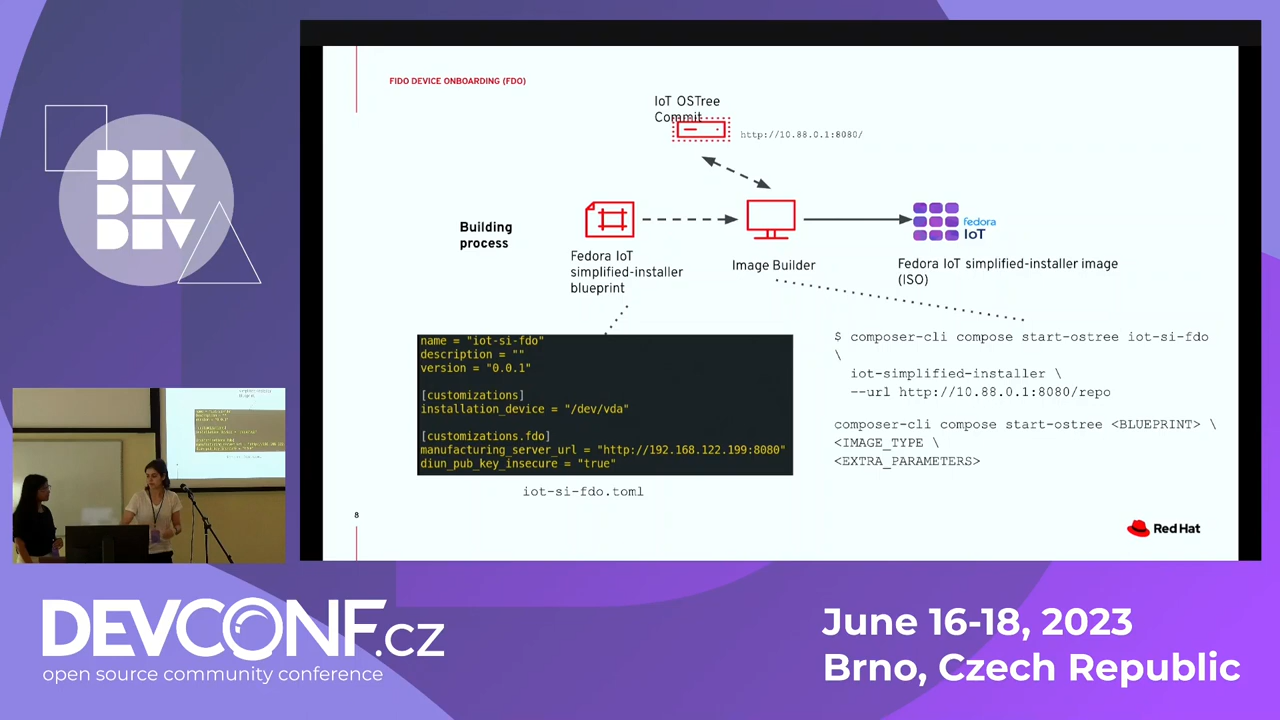 DEV
DEV
DEV
FIDO DEVICE ONBOARDING (FDO)
IoT OSTree
Commit
http://10.88.0.1:8080/
Building
process
Fedora IoT
simplified-installer
blueprint
Image Builder
fedora
IoT
Fedora IoT simplified-installer image
(ISO)
name = "iot-si-fdo"
description = ""
version = "0.0.1"
[customizations]
installation_device = "/dev/vda"
[customizations.fdo]
manufacturing_server_url = "http://192.168.122.199:8080"
diun_pub_key_insecure = "true"
iot-si-fdo.toml
$ composer-cli compose start-ostree iot-si-fdo
\
iot-simplified-installer \
--url http://10.88.0.1:8080/repo
composer-cli compose start-ostree <BLUEPRINT> \
<IMAGE_TYPE \
<EXTRA_PARAMETERS>
8
Red Hat
DEVCONF.cz
open source community conference
June 16-18, 2023
Brno, Czech Republic